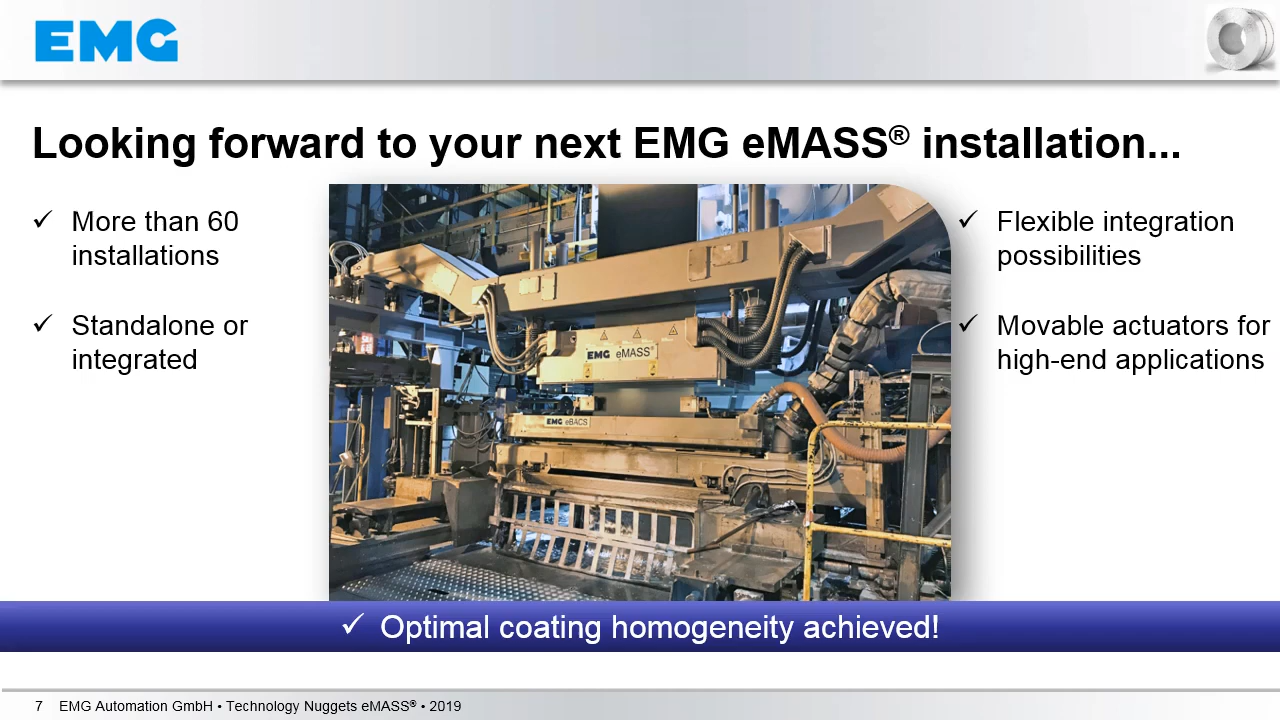 EMG
Looking forward to your next EMG eMASS® installation...
✓ More than 60
installations
✓ Standalone or
integrated
EMG eMASS®
EMG eBACS
✓ Flexible integration
possibilities
✓ Movable actuators for
high-end applications
✓ Optimal coating homogeneity achieved!
7 EMG Automation GmbH • Technology Nuggets eMASS® • 2019